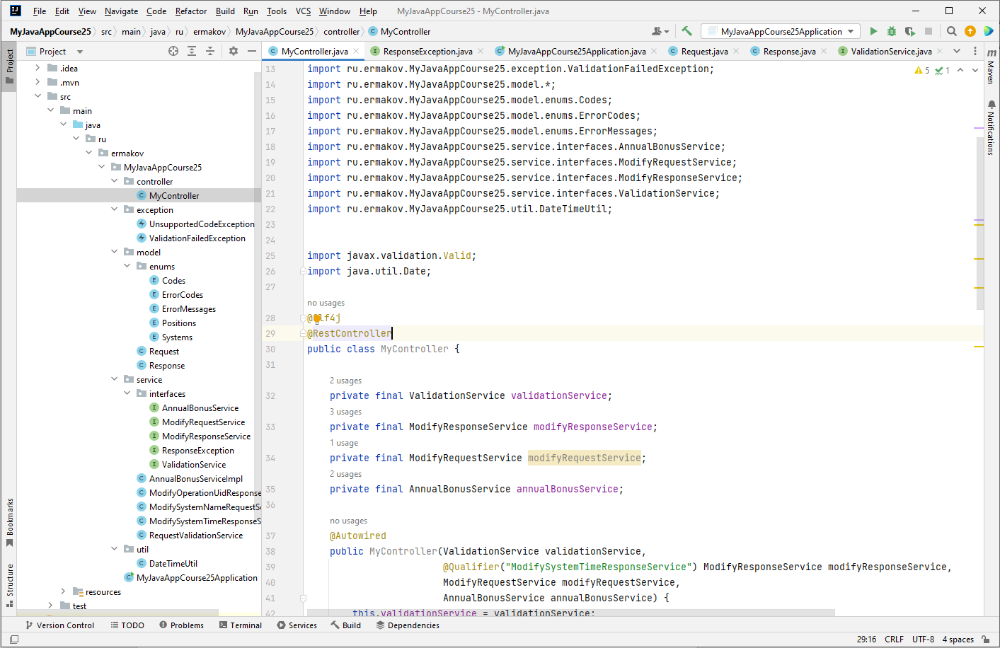 File Edit View Navigate Code Refactor Build Run Tools VCS Window Help MyJavaAppCourse25 - MyController.java
MyJavaAppCourse25 src main java ru ermakov MyJavaAppCourse25 controller MyController MyJavaAppCourse25Application
Project MyController.java ResponseException.java MyJavaAppCourse25Application.java Request.java Response.java ValidationService.java
Project
Bookmarks
Structure
.idea
.mvn
src
main
java
ru
ermakov
MyJavaAppCourse25
controller
MyController
exception
UnsupportedCodeException
ValidationFailedException
model
enums
Codes
ErrorCodes
ErrorMessages
Positions
Systems
Request
Response
service
interfaces
AnnualBonusService
ModifyRequestService
ModifyResponseService
ResponseException
ValidationService
AnnualBonusServiceImpl
ModifyOperationUidResponse
ModifySystemNameRequestSe
ModifySystemTimeResponseS
RequestValidationService
util
DateTimeUtil
MyJavaAppCourse25Application
resources
test
13 import ru.ermakov.MyJavaAppCourse25.exception.ValidationFailedException;
14 import ru.ermakov.MyJavaAppCourse25.model.*;
15 import ru.ermakov.MyJavaAppCourse25.model.enums.Codes;
16 import ru.ermakov.MyJavaAppCourse25.model.enums.ErrorCodes;
17 import ru.ermakov.MyJavaAppCourse25.model.enums.ErrorMessages;
18 import ru.ermakov.MyJavaAppCourse25.service.interfaces.AnnualBonusService;
19 import ru.ermakov.MyJavaAppCourse25.service.interfaces.ModifyRequestService;
20 import ru.ermakov.MyJavaAppCourse25.service.interfaces.ModifyResponseService;
21 import ru.ermakov.MyJavaAppCourse25.service.interfaces.ValidationService;
22 import ru.ermakov.MyJavaAppCourse25.util.DateTimeUtil;
23
24
25 import javax.validation.Valid;
26 import java.util.Date;
27
no usages
28 @Slf4j
29 @RestController
30 public class MyController {
31
2 usages
32 private final ValidationService validationService;
3 usages
33 private final ModifyResponseService modifyResponseService;
1 usage
34 private final ModifyRequestService modifyRequestService;
2 usages
35 private final AnnualBonusService annualBonusService;
36
no usages
37 @Autowired
38 public MyController(ValidationService validationService,
39 @Qualifier("ModifySystemTimeResponseService") ModifyResponseService modifyResponseService,
40 ModifyRequestService modifyRequestService,
41 AnnualBonusService annualBonusService) {
42 this.validationService = validationService;
5 1
m
Maven
Notifications
Version Control TODO Problems Terminal Services Build Dependencies
29:16 CRLF UTF-8 4 spaces